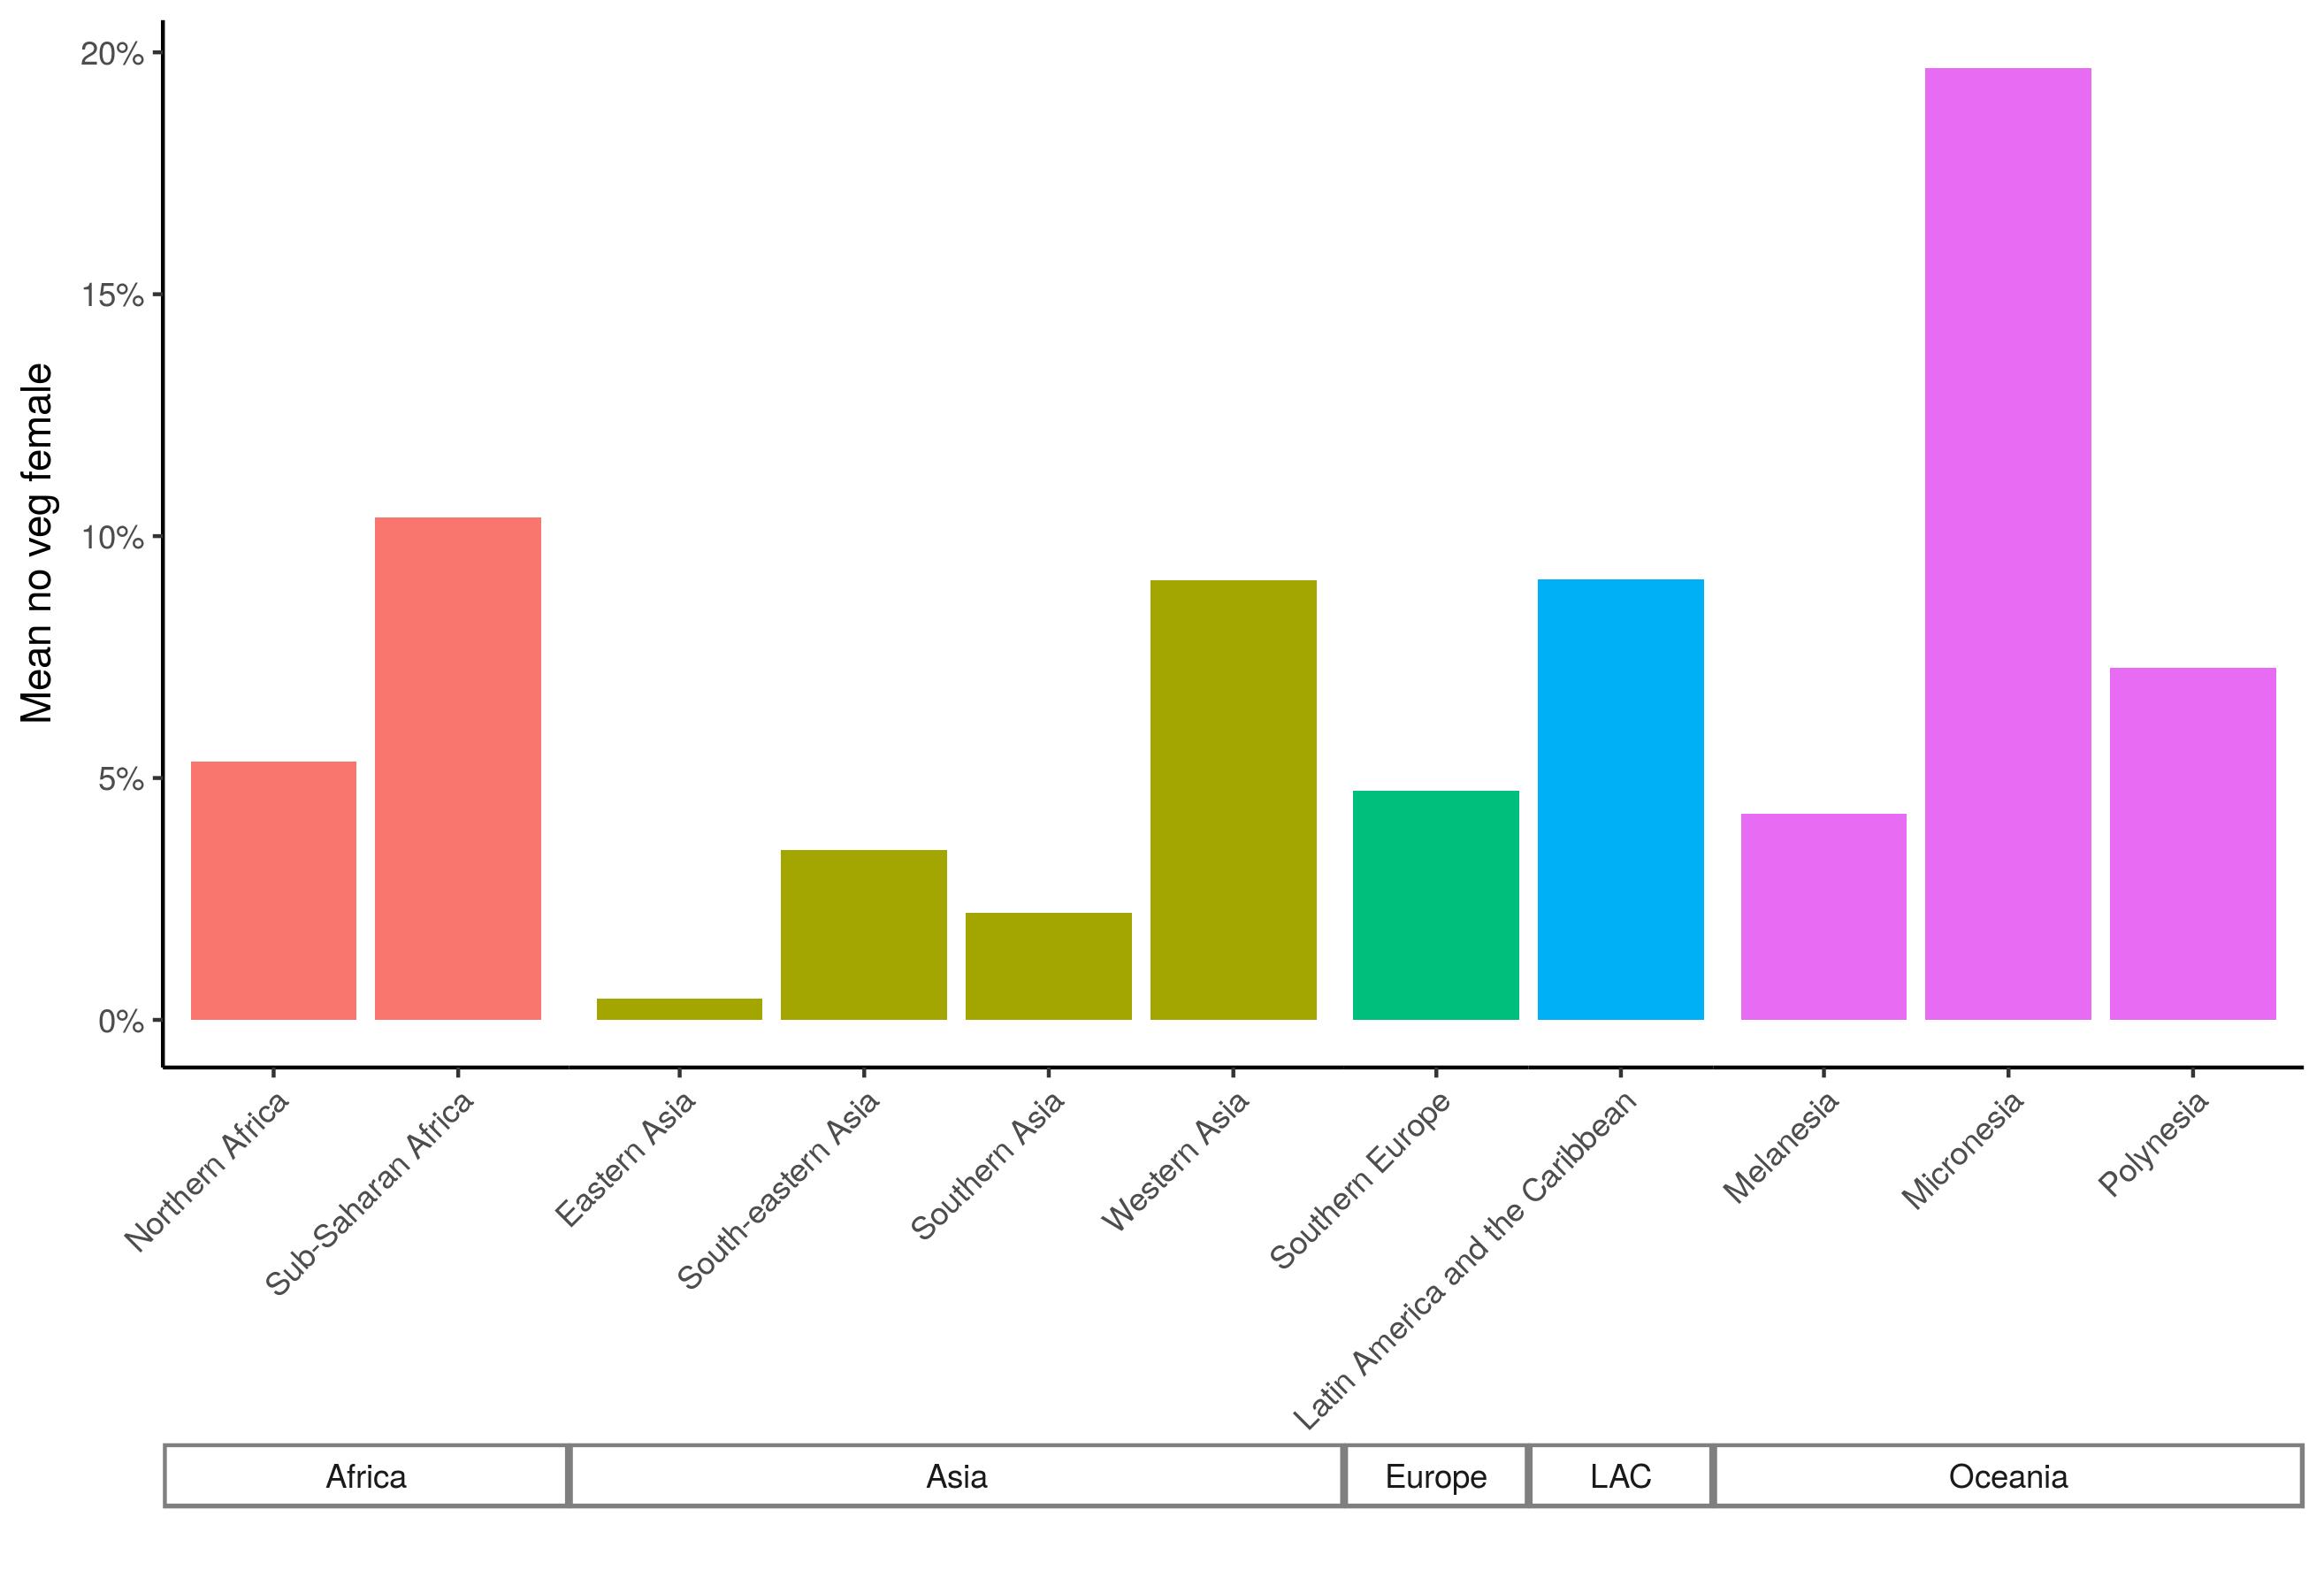 Mean no veg female
20%
15%
10%
5%
0%
Northern Africa
Sub-Saharan Africa
Eastern Asia
South-eastern Asia
Southern Asia
Western Asia
Southern Europe
Latin America and the Caribbean
Melanesia
Micronesia
Polynesia
Africa
Asia
Europe
LAC
Oceania